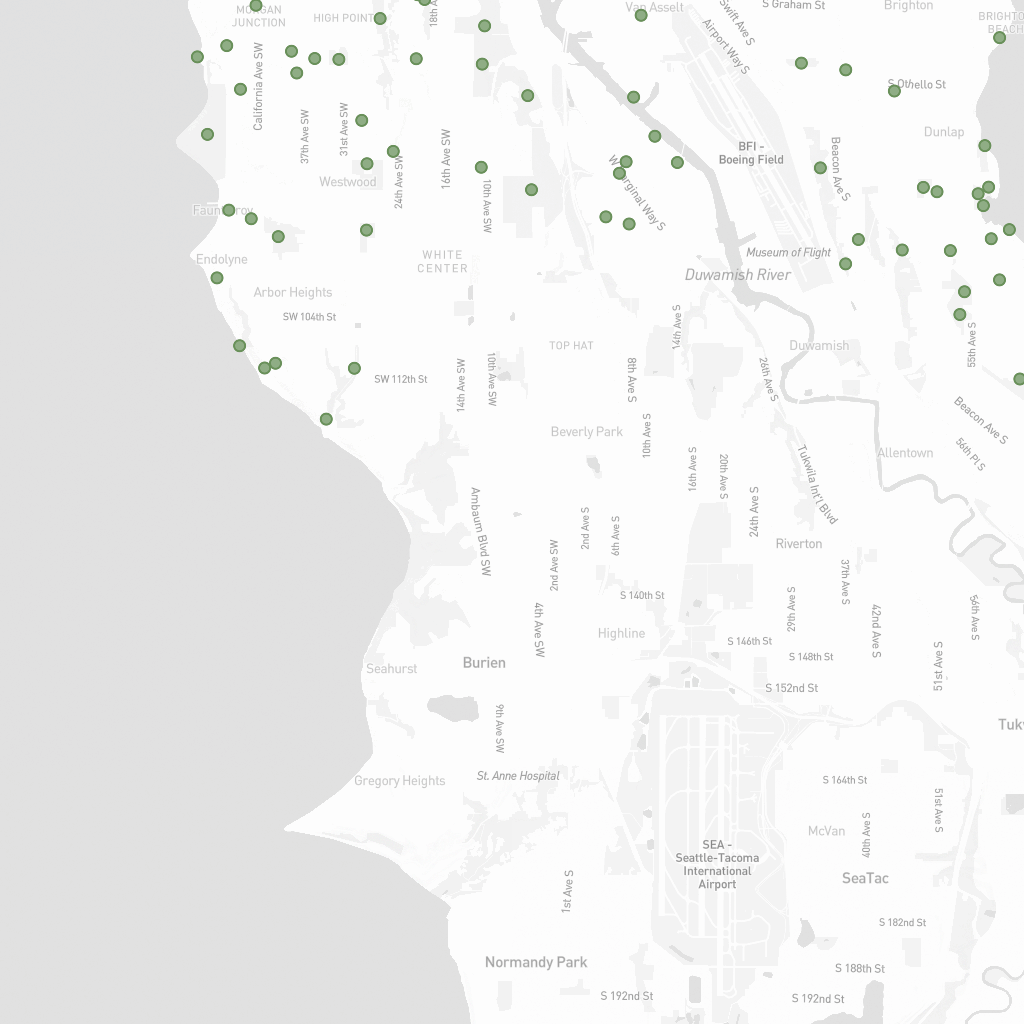 MORGAN
JUNCTION
HIGH POINT
Van Asselt
S Graham St
Brighton
BRIGHTON
BEACH
Swift Ave S
Airport Way S
California Ave SW
S Othello St
37th Ave SW
31st Ave SW
16th Ave SW
Dunlap
BFI -
Boeing Field
Beacon Ave S
Westwood
24th Ave SW
10th Ave SW
W Marginal Way S
Fauntleroy
Endolyne
WHITE
CENTER
Museum of Flight
Duwamish River
Arbor Heights
SW 104th St
14th Ave S
TOP HAT
Duwamish
55th Ave S
SW 112th St
14th Ave SW
10th Ave SW
8th Ave S
26th Ave S
Beacon Ave S
10th Ave S
Beverly Park
56th Pl S
Allentown
16th Ave S
20th Ave S
Tukwila Int'l Blvd
24th Ave S
Ambaum Blvd SW
2nd Ave S
6th Ave S
Riverton
2nd Ave SW
37th Ave S
S 140th St
29th Ave S
56th Ave S
42nd Ave S
4th Ave SW
Highline
S 146th St
S 148th St
51st Ave S
Seahurst
Burien
S 152nd St
9th Ave SW
St. Anne Hospital
Gregory Heights
S 164th St
51st Ave S
McVan
40th Ave S
SEA -
Seattle-Tacoma
International
Airport
SeaTac
1st Ave S
S 182nd St
Normandy Park
S 188th St
S 192nd St
S 192nd St